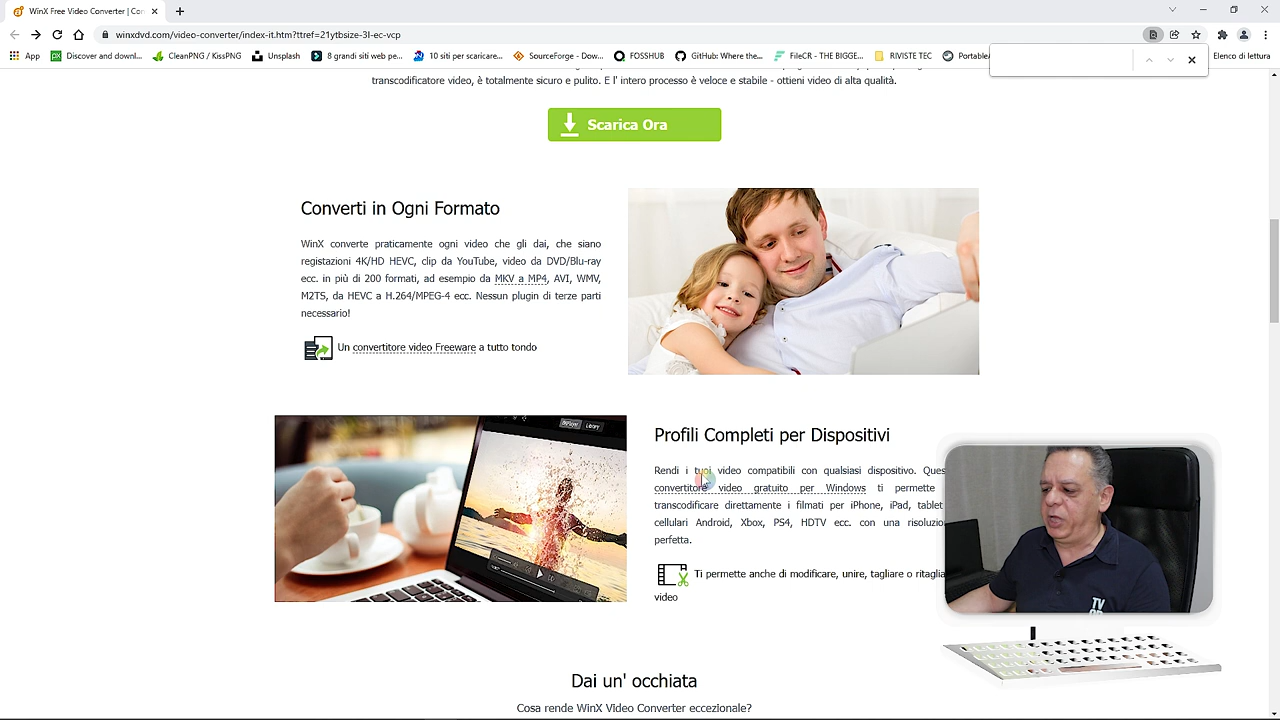 WinX Free Video Converter | Con
winxdvd.com/video-converter/index-it.htm?ttref=21ytbsize-3l-ec-vcp
App
Discover and downl...
CleanPNG / KissPNG
Unsplash
8 grandi siti web pe...
10 siti per scaricare...
SourceForge - Dow...
FOSSHUB
GitHub: Where the...
FileCR - THE BIGGE...
RIVISTE TEC
Portable
Elenco di lettura
transcodificatore video, è totalmente sicuro e pulito. E l' intero processo è veloce e stabile - ottieni video di alta qualità.
Scarica Ora
Converti in Ogni Formato
WinX converte praticamente ogni video che gli dai, che siano
registazioni 4K/HD HEVC, clip da YouTube, video da DVD/Blu-ray
ecc. in più di 200 formati, ad esempio da MKV a MP4, AVI, WMV,
M2TS, da HEVC a H.264/MPEG-4 ecc. Nessun plugin di terze parti
necessario!
Un convertitore video Freeware a tutto tondo
Profili Completi per Dispositivi
Rendi i tuoi video compatibili con qualsiasi dispositivo. Ques
convertitore video gratuito per Windows ti permette
transcodificare direttamente i filmati per iPhone, iPad, tablet
cellulari Android, Xbox, PS4, HDTV ecc. con una risoluzio
perfetta.
Ti permette anche di modificare, unire, tagliare o ritaglia
video
TV
Dai un' occhiata
Cosa rende WinX Video Converter eccezionale?